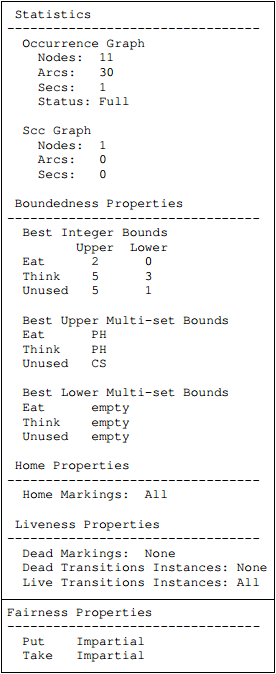 Statistics
---------------------------------
Occurrence Graph
Nodes: 11
Arcs: 30
Secs: 1
Status: Full
Scc Graph
Nodes: 1
Arcs: 0
Secs: 0
Boundedness Properties
---------------------------------
Best Integer Bounds
Upper Lower
Eat 2 0
Think 5 3
Unused 5 1
Best Upper Multi-set Bounds
Eat PH
Think PH
Unused CS
Best Lower Multi-set Bounds
Eat empty
Think empty
Unused empty
Home Properties
---------------------------------
Home Markings: All
Liveness Properties
---------------------------------
Dead Markings: None
Dead Transitions Instances: None
Live Transitions Instances: All
Fairness Properties
---------------------------------
Put Impartial
Take Impartial